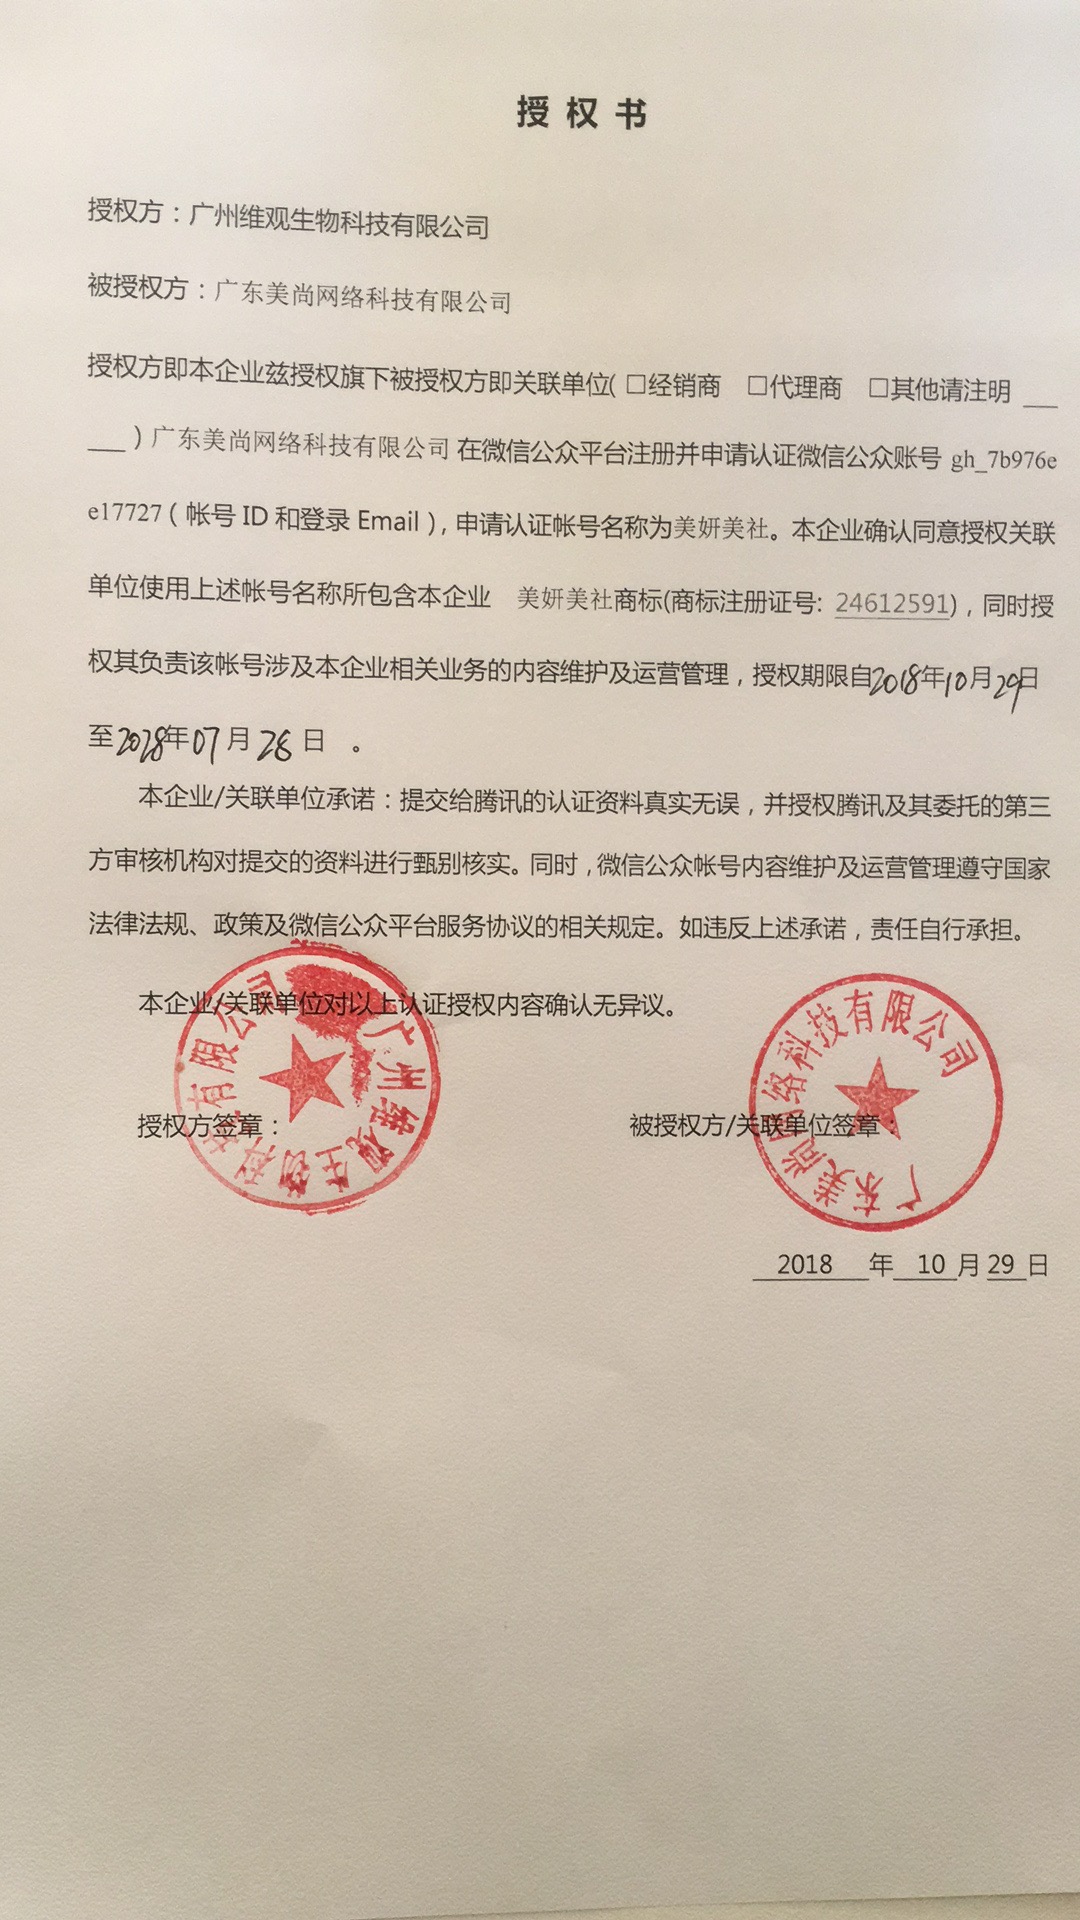 授权书
授权方：广州维观生物科技有限公司
被授权方：广东美尚网络科技有限公司
授权方即本企业兹授权旗下被授权方即关联单位( □经销商 □代理商 □其他请注明 ___
___ ) 广东美尚网络科技有限公司 在微信公众平台注册并申请认证微信公众账号 gh_7b976e
e17727（ 帐号 ID 和登录 Email ），申请认证帐号名称为美妍美社。本企业确认同意授权关联
单位使用上述帐号名称所包含本企业 美妍美社商标(商标注册证号: 24612591)，同时授
权其负责该帐号涉及本企业相关业务的内容维护及运营管理，授权期限自2018年10月29日
至2028年07月28日 。
本企业/关联单位承诺：提交给腾讯的认证资料真实无误，并授权腾讯及其委托的第三
方审核机构对提交的资料进行甄别核实。同时，微信公众帐号内容维护及运营管理遵守国家
法律法规、政策及微信公众平台服务协议的相关规定。如违反上述承诺，责任自行承担。
本企业/关联单位对以上认证授权内容确认无异议。
广州维观生物科技有限公司
广东美尚网络科技有限公司
授权方签章：
被授权方/关联单位签章：
2018 年 10 月 29 日